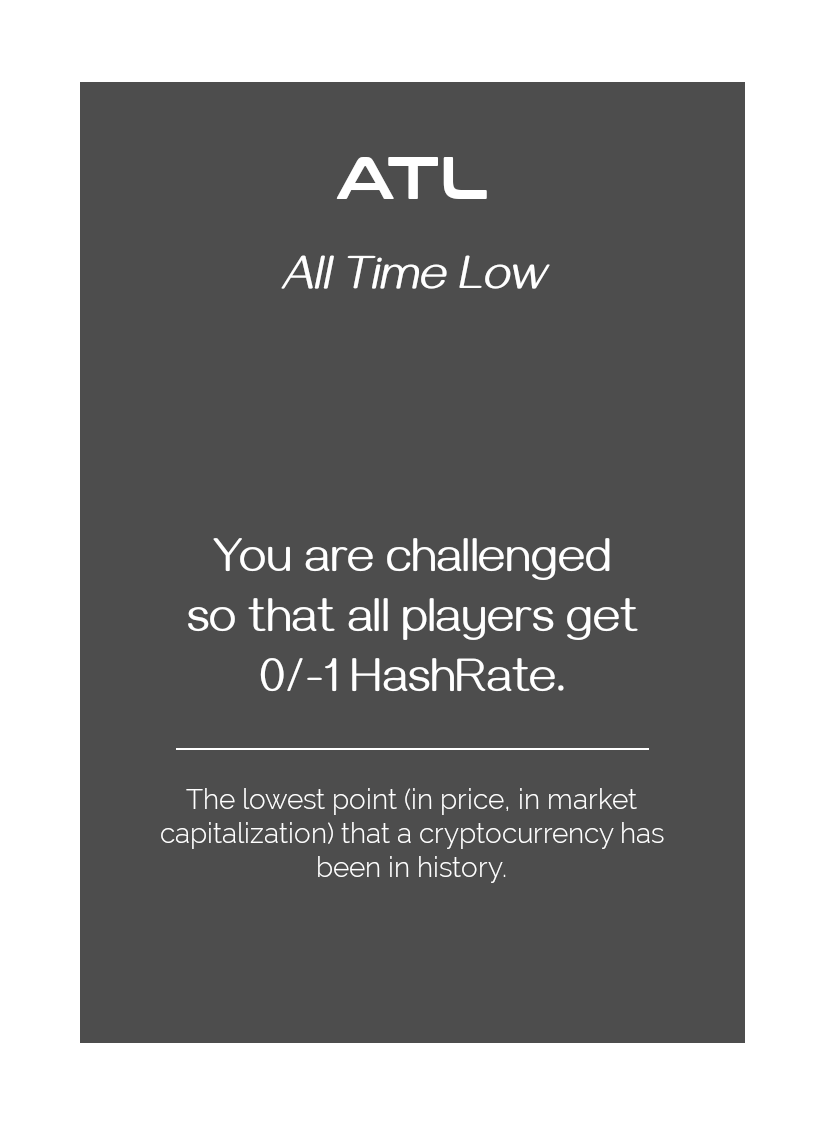 ATL
All Time Low
You are challenged
so that all players get
0/-1 HashRate.
The lowest point (in price, in market
capitalization) that a cryptocurrency has
been in history.